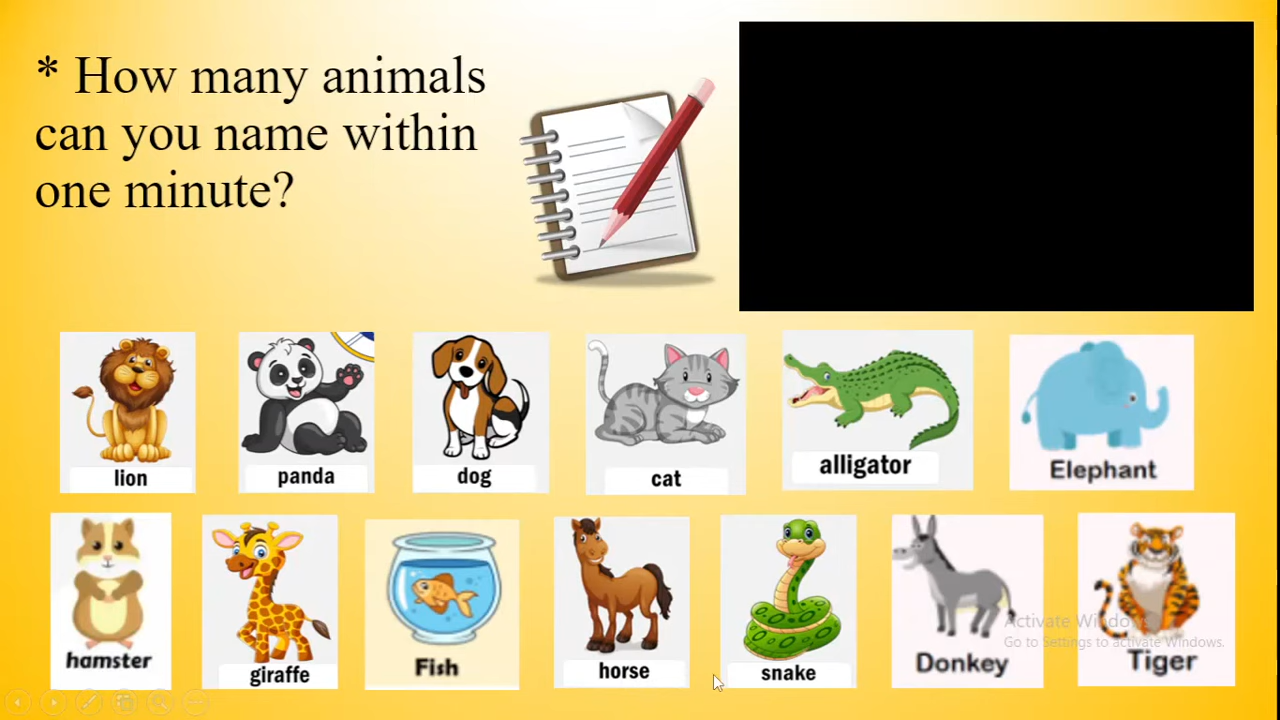 * How many animals
can you name within
one minute?
lion
panda
dog
cat
alligator
Elephant
hamster
giraffe
Fish
horse
snake
Donkey
Tiger
Activate Windows
Go to Settings to activate Windows.